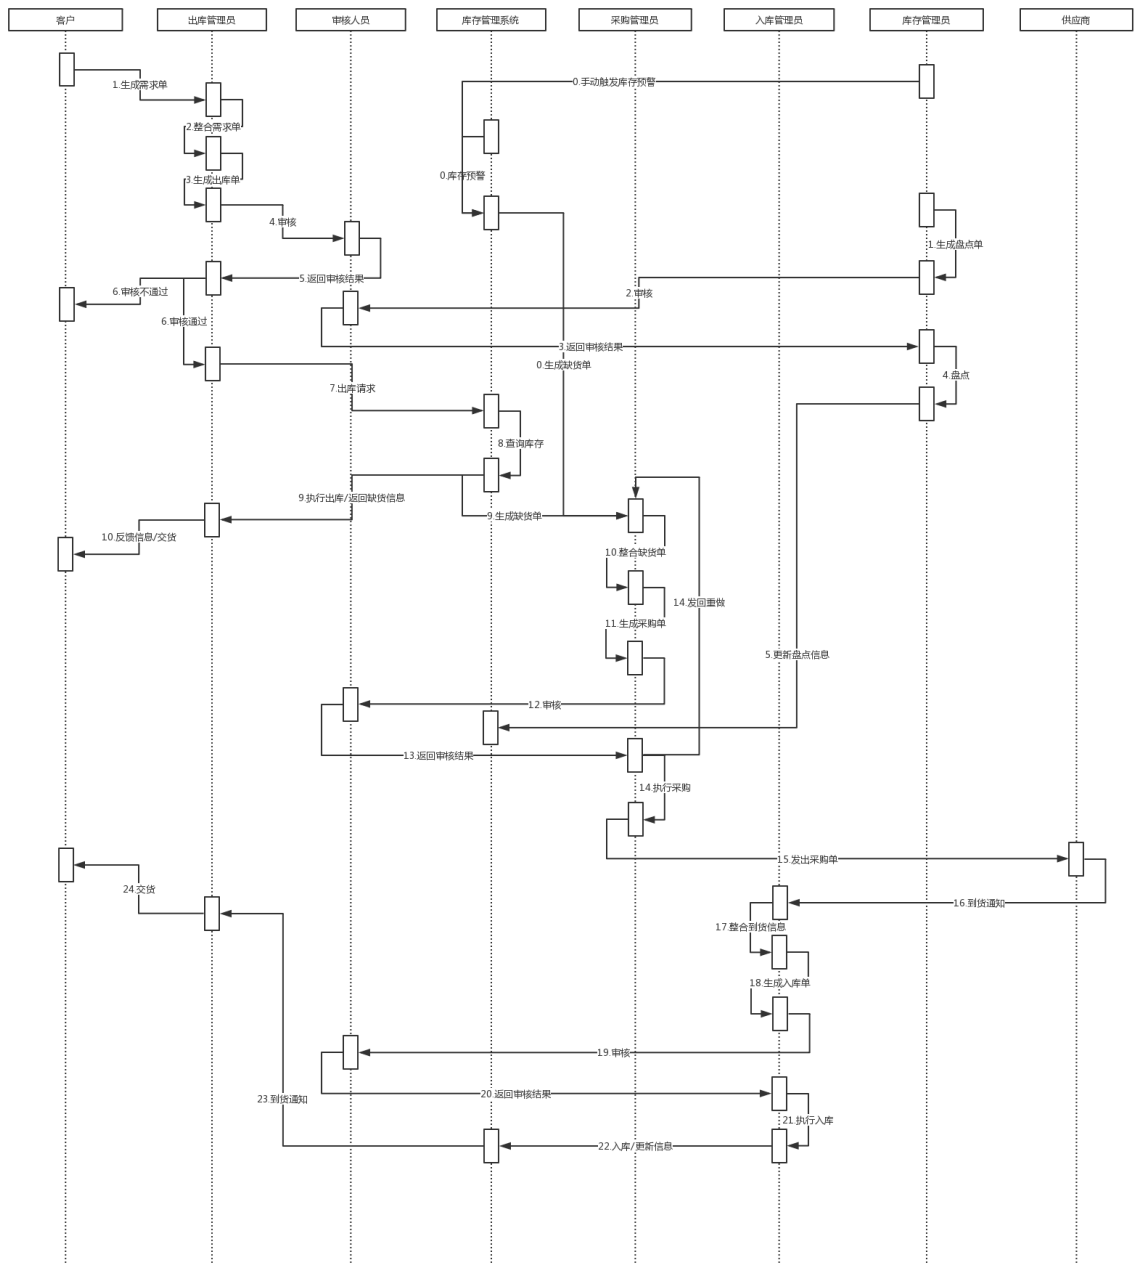 客户
出库管理员
审核人员
库存管理系统
采购管理员
入库管理员
库存管理员
供应商
1.生成需求单
0.手动触发库存预警
2.整合需求单
0.库存预警
3.生成出库单
4.审核
1.生成盘点单
5.返回审核结果
6.审核不通过
2.审核
6.审核通过
3.返回审核结果
0.生成缺货单
4.盘点
7.出库请求
8.查询库存
9.执行出库/返回缺货信息
9.生成缺货单
10.反馈信息/交货
10.整合缺货单
14.发回重做
11.生成采购单
5.更新盘点信息
12.审核
13.返回审核结果
14.执行采购
15.发出采购单
24.交货
16.到货通知
17.整合到货信息
18.生成入库单
19.审核
20.返回审核结果
23.到货通知
21.执行入库
22.入库/更新信息